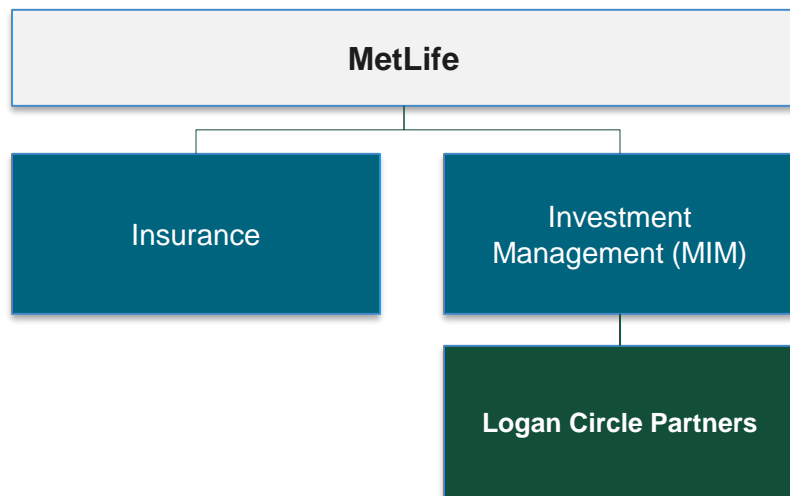 MetLife
Insurance
Investment
Management (MIM)
Logan Circle Partners